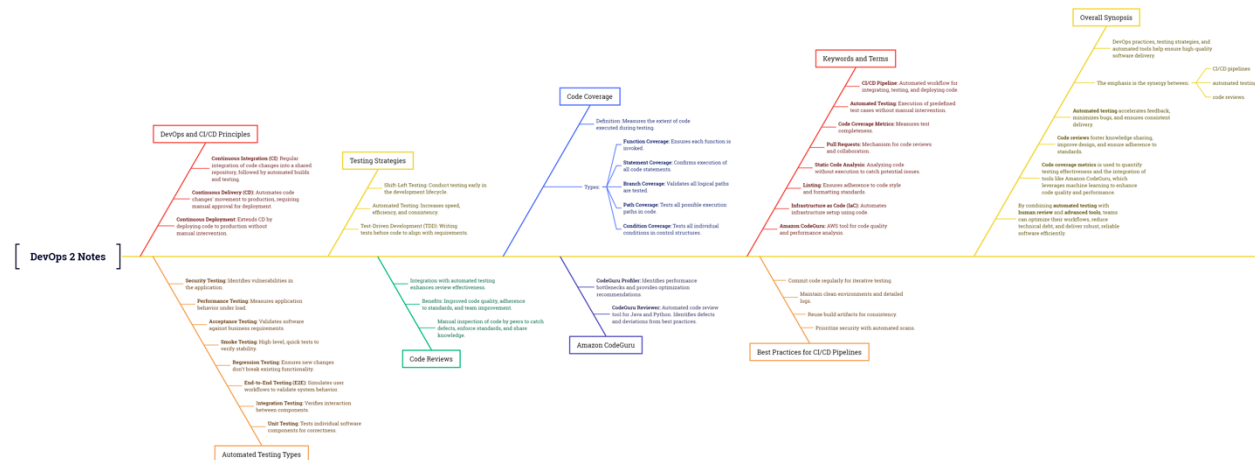 DevOps 2 Notes
DevOps and CI/CD Principles
Continuous Integration (CI): Regular
integration of code changes into a shared
repository, followed by automated builds
and testing.
Continuous Delivery (CD): Automates code
changes' movement to production, requiring
manual approval for deployment
Continuous Deployment: Extends CD by
deploying code to production without
manual intervention.
Testing Strategies
Shift-Left Testing: Conduct testing early in
the development lifecycle.
Automated Testing: Increases speed,
efficiency, and consistency.
Test-Driven Development (TDD): Writing
tests before code to align with requirements.
Code Coverage
Definition: Measures the extent of code
executed during testing.
Types
Function Coverage: Ensures each function is
invoked.
Statement Coverage: Confirms execution of
all code statements.
Branch Coverage: Validates all logical paths
are tested.
Path Coverage: Tests all possible execution
paths in code.
Condition Coverage: Tests all individual
conditions in control structures.
Keywords and Terms
CI/CD Pipeline: Automated workflow for
integrating, testing, and deploying code.
Automated Testing: Execution of predefined
test cases without manual intervention.
Code Coverage Metrics: Measures test
completeness.
Pull Requests: Mechanism for code reviews
and collaboration.
Static Code Analysis: Analyzing code
without execution to catch potential issues.
Linting: Ensures adherence to code style
and formatting standards.
Infrastructure as Code (IaC): Automates
infrastructure setup using code.
Amazon CodeGuru: AWS tool for code quality
and performance analysis
Overall Synopsis
DevOps practices, testing strategies, and
automated tools help ensure high-quality
software delivery.
The emphasis is the synergy between:
CI/CD pipelines
automated testing
code reviews.
Automated testing accelerates feedback,
minimizes bugs, and ensures consistent
delivery.
Code reviews foster knowledge sharing,
improve design, and ensure adherence to
standards.
Code coverage metrics is used to quantify
testing effectiveness and the integration of
tools like Amazon CodeGuru, which
leverages machine learning to enhance
code quality and performance.
By combining automated testing with
human review and advanced tools, teams
can optimize their workflows, reduce
technical debt, and deliver robust, reliable
software efficiently.
Security Testing: Identifies vulnerabilities in
the application.
Performance Testing: Measures application
behavior under load.
Acceptance Testing: Validates software
against business requirements
Smoke Testing: High-level, quick tests to
verify stability.
Regression Testing: Ensures new changes
don't break existing functionality.
End-to-End Testing (E2E): Simulates user
workflows to validate system behavior
Integration Testing: Verifies interaction
between components
Unit Testing: Tests individual software
components for correctness.
Automated Testing Types
Integration with automated testing
enhances review effectiveness.
Benefits: Improved code quality, adherence
to standards, and team improvement.
Manual inspection of code by peers to catch
defects, enforce standards, and share
knowledge.
Code Reviews
CodeGuru Profiler: Identifies performance
bottlenecks and provides optimization
recommendations
CodeGuru Reviewer: Automated code review
tool for Java and Python. Identifies defects
and deviations from best practices.
Amazon CodeGuru
Commit code regularly for iterative testing.
Maintain clean environments and detailed
logs.
Reuse build artifacts for consistency.
Prioritize security with automated scans.
Best Practices for CI/CD Pipelines